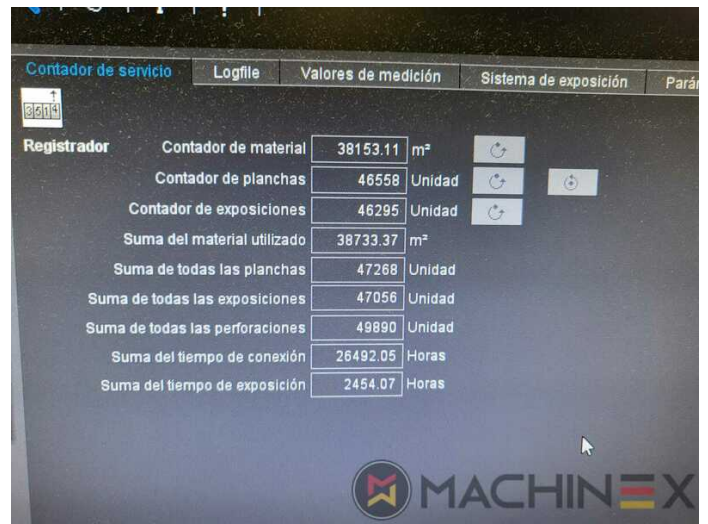 Contador de servicio Logfile Valores de medición Sistema de exposición Parám
3614
Registrador Contador de material 38153.11 m²
Contador de planchas 46558 Unidad
Contador de exposiciones 46295 Unidad
Suma del material utilizado 38733.37 m²
Suma de todas las planchas 47268 Unidad
Suma de todas las exposiciones 47056 Unidad
Suma de todas las perforaciones 49890 Unidad
Suma del tiempo de conexión 26492.05 Horas
Suma del tiempo de exposición 2454.07 Horas
MACHINEX